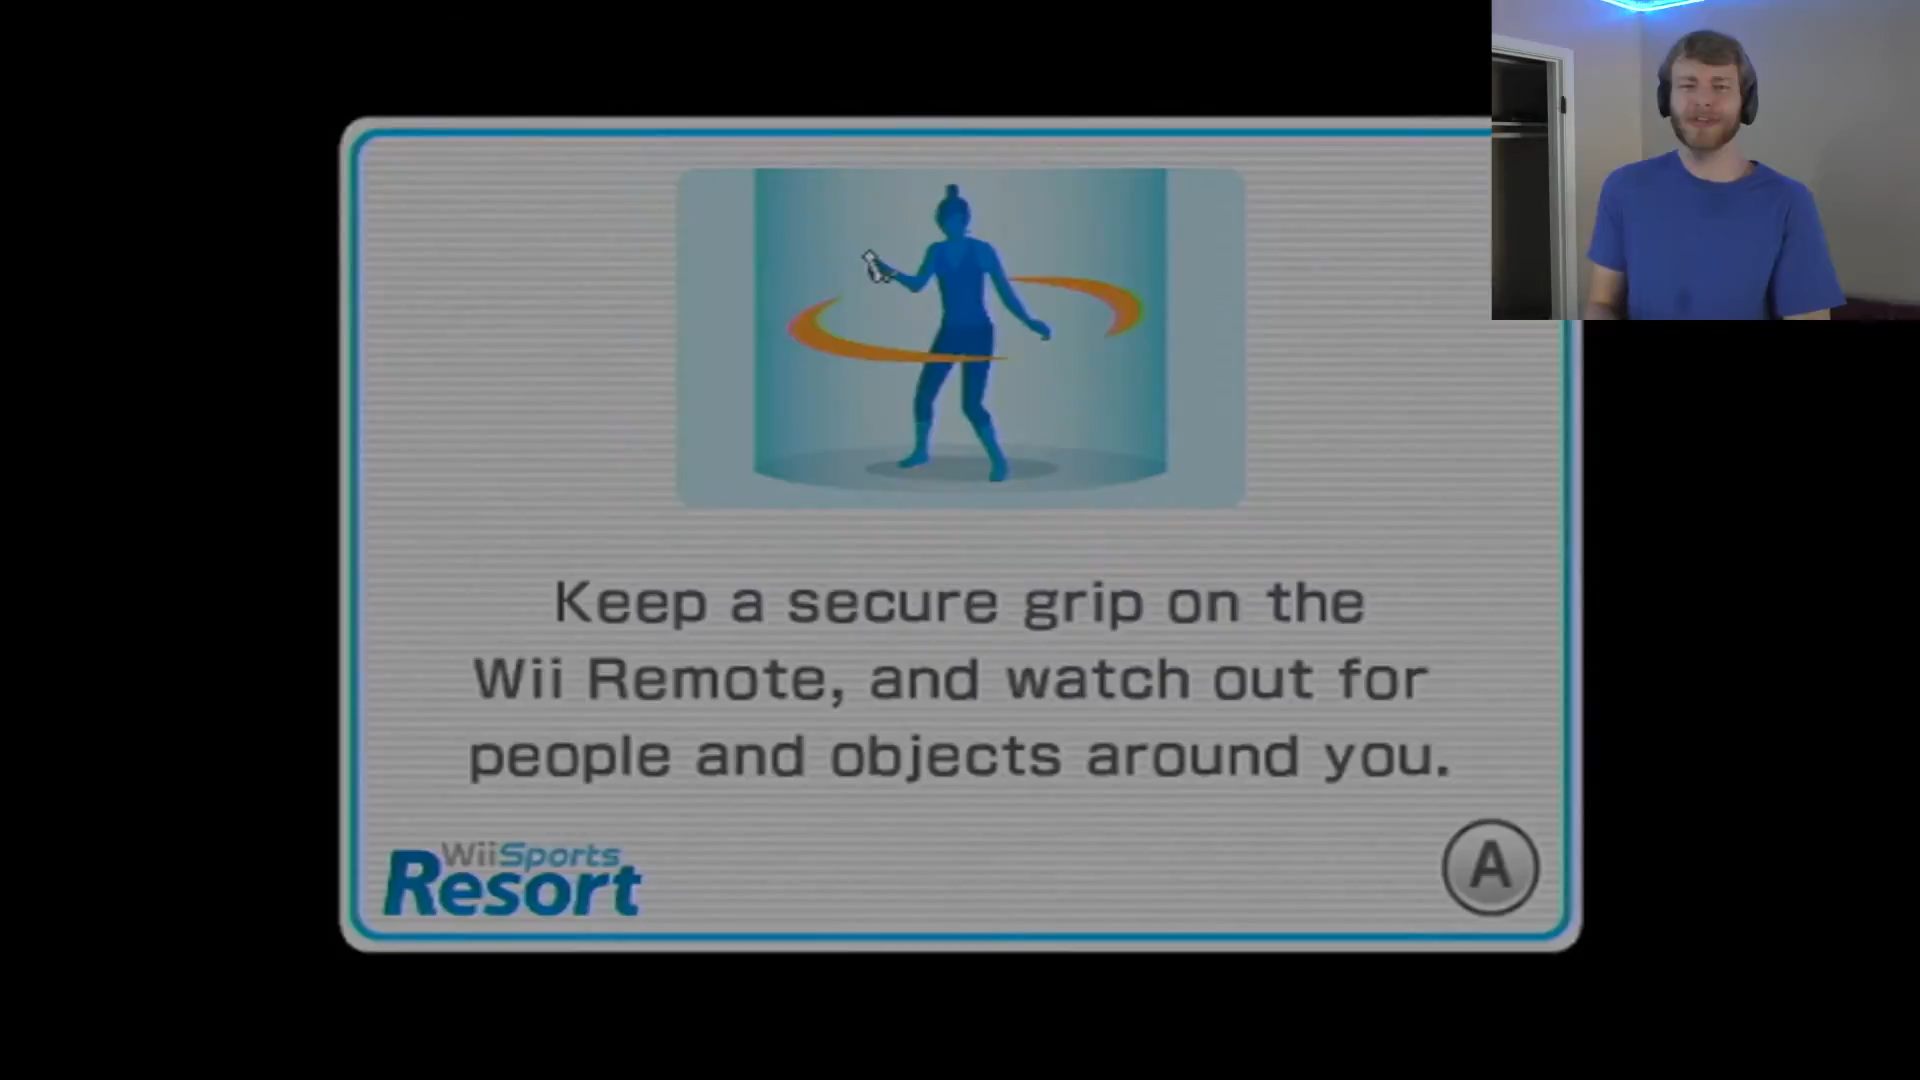 Keep a secure grip on the
Wii Remote, and watch out for
people and objects around you.
WiiSports
Resort
A